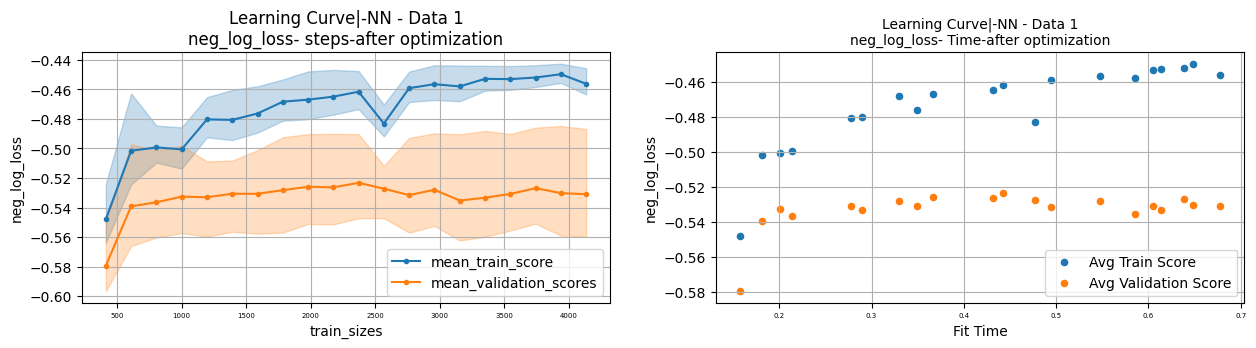 Learning Curve|-NN - Data 1
neg_log_loss- steps-after optimization
neg_log_loss
−0.44
−0.46
−0.48
−0.50
−0.52
−0.54
−0.56
−0.58
−0.60
500
1000
1500
2000
2500
3000
3500
4000
train_sizes
mean_train_score
mean_validation_scores
Learning Curve|-NN - Data 1
neg_log_loss- Time-after optimization
neg_log_loss
−0.46
−0.48
−0.50
−0.52
−0.54
−0.56
−0.58
0.2
0.3
0.4
0.5
0.6
0.7
Fit Time
Avg Train Score
Avg Validation Score